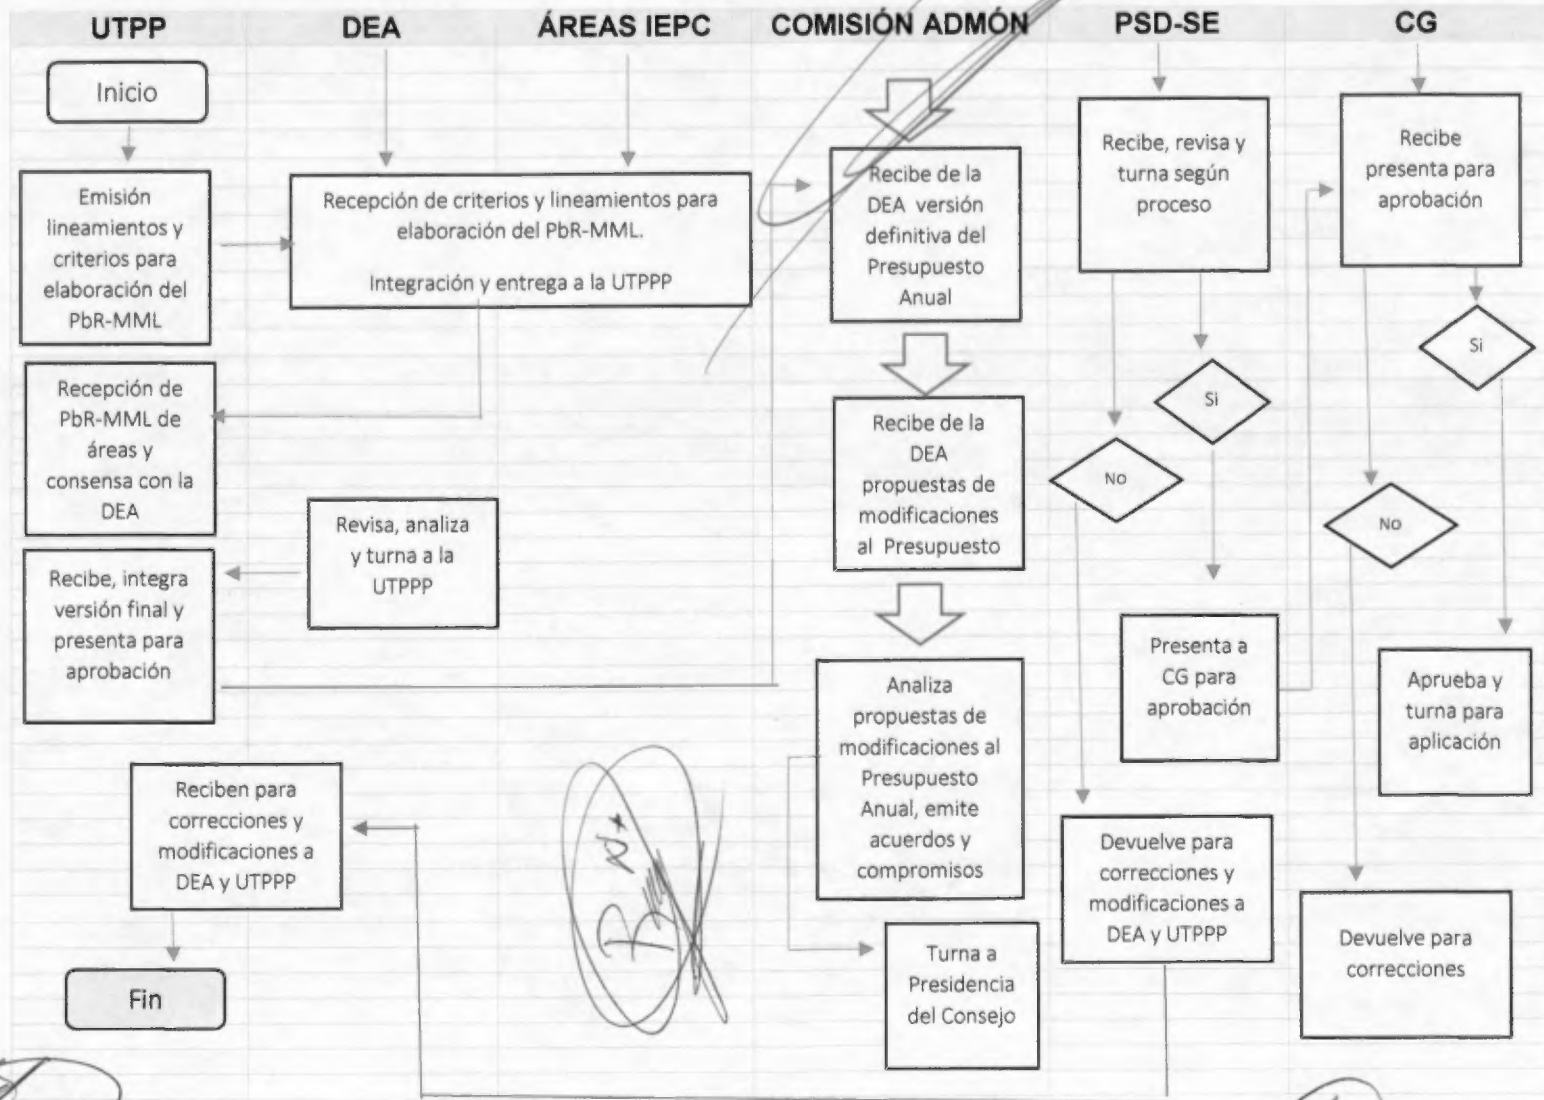 UTPP
DEA
ÁREAS IEPC
COMISIÓN ADMÓN
PSD-SE
CG
Inicio
Emisión
lineamientos y
criterios para
elaboración del
PbR-MML
Recepción de criterios y lineamientos para
elaboración del PbR-MML.
Integración y entrega a la UTPPP
Recepción de
PbR-MML de
áreas y
consensa con la
DEA
Revisa, analiza
y turna a la
UTPPP
Recibe, integra
versión final y
presenta para
aprobación
Reciben para
correcciones y
modificaciones a
DEA y UTPPP
Fin
Recibe de la
DEA versión
definitiva del
Presupuesto
Anual
Recibe de la
DEA
propuestas de
modificaciones
al Presupuesto
Analiza
propuestas de
modificaciones al
Presupuesto
Anual, emite
acuerdos y
compromisos
Turna a
Presidencia
del Consejo
Recibe, revisa y
turna según
proceso
Si
No
Presenta a
CG para
aprobación
Devuelve para
correcciones y
modificaciones a
DEA y UTPPP
Recibe
presenta para
aprobación
Si
No
Aprueba y
turna para
aplicación
Devuelve para
correcciones